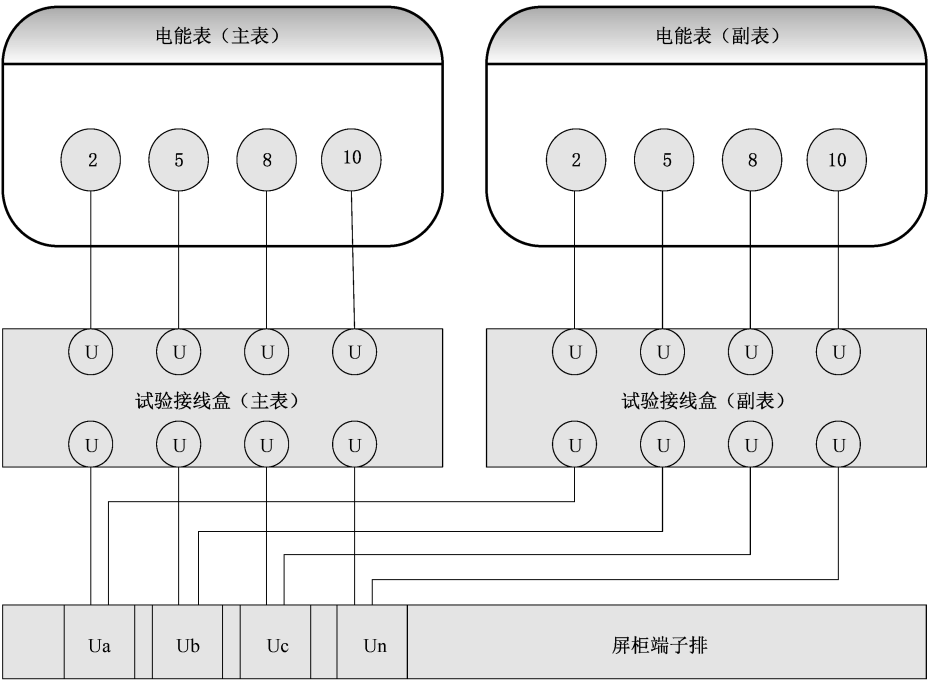 电能表（主表） 电能表（副表）
2 5 8 10 2 5 8 10
U U U U U U U U
试验接线盒（主表） 试验接线盒（副表）
U U U U U U U U
Ua Ub Uc Un 屏柜端子排